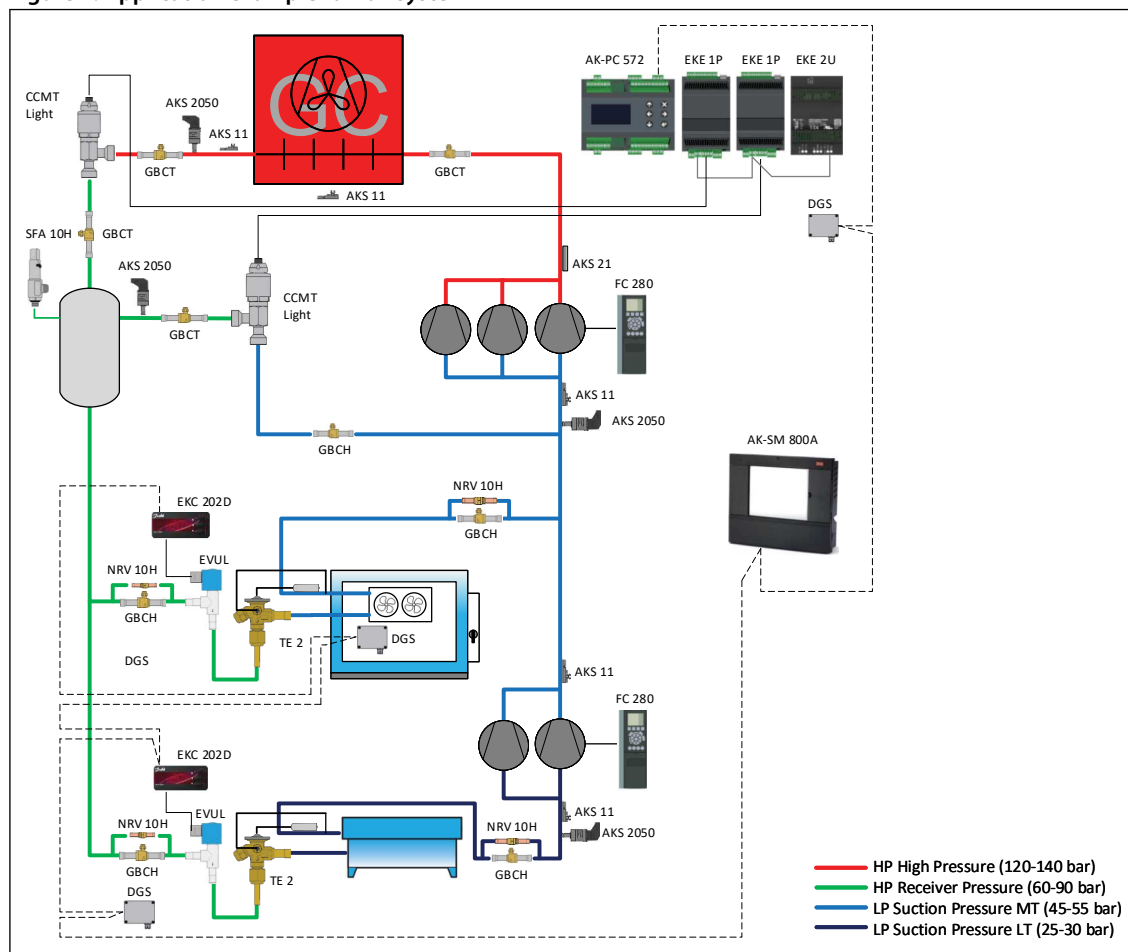 CCMT
Light
AKS 2050
AKS 11
GBCT
GC
GBCT
AKS 11
AK-PC 572
EKE 1P
EKE 1P
EKE 2U
DGS
SFA 10H
GBCT
AKS 2050
GBCT
CCMT
Light
AKS 21
FC 280
AKS 11
AKS 2050
GBCH
AK-SM 800A
NRV 10H
GBCH
EKC 202D
EVUL
NRV 10H
GBCH
TE 2
DGS
DGS
AKS 11
FC 280
EKC 202D
EVUL
NRV 10H
GBCH
TE 2
DGS
NRV 10H
GBCH
AKS 11
AKS 2050
HP High Pressure (120-140 bar)
HP Receiver Pressure (60-90 bar)
LP Suction Pressure MT (45-55 bar)
LP Suction Pressure LT (25-30 bar)